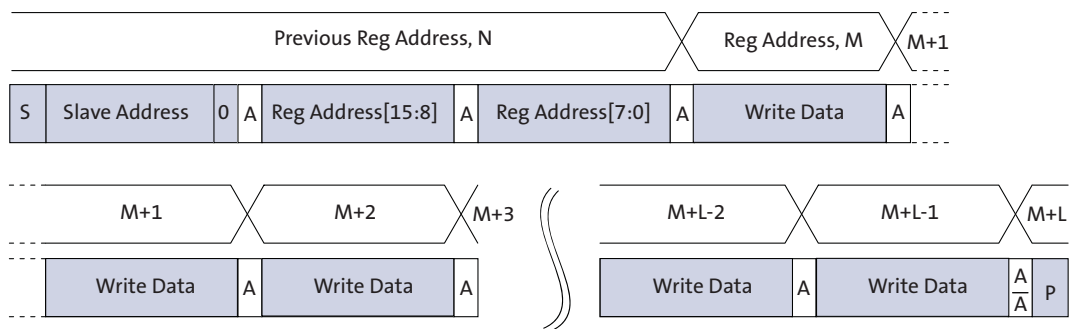 Previous Reg Address, N Reg Address, M M+1
S Slave Address 0 A Reg Address[15:8] A Reg Address[7:0] A Write Data A
M+1 M+2 M+3 M+L-2 M+L-1 M+L
Write Data A Write Data A Write Data A Write Data A/A̅ P